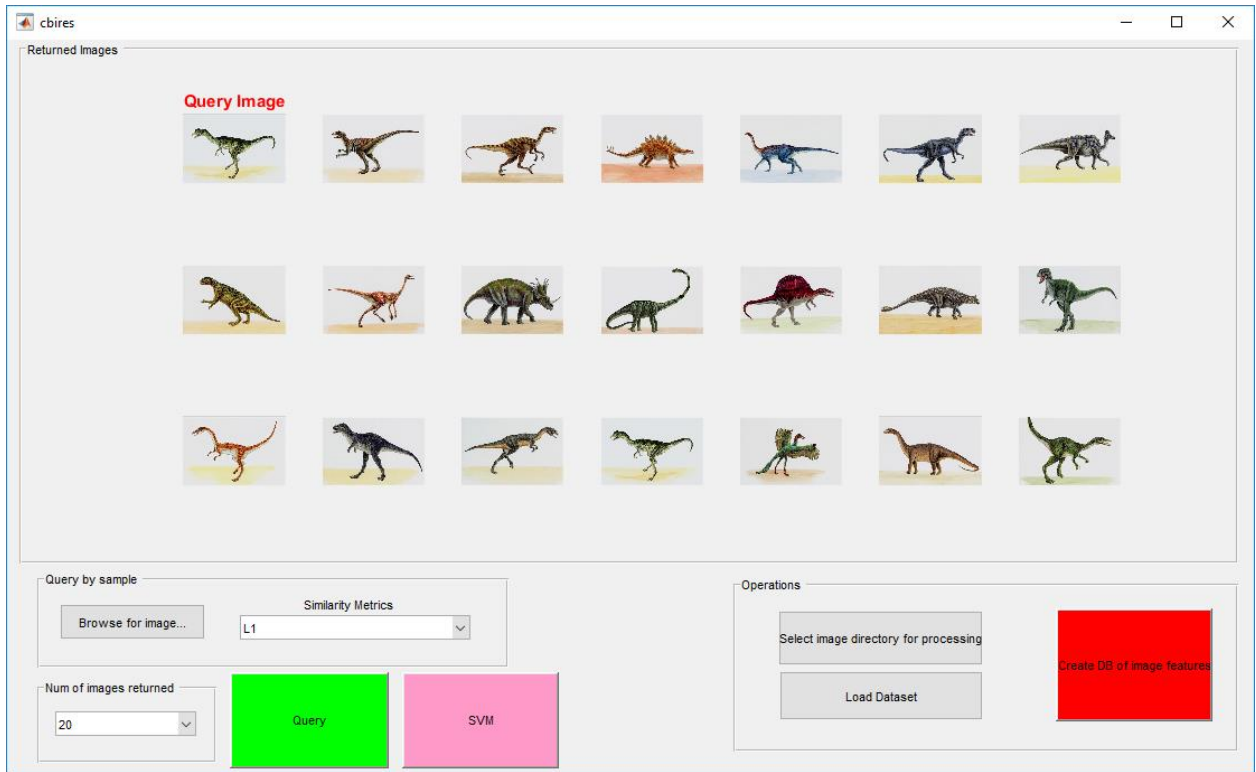 cbires
Returned Images
Query Image
Query by sample
Browse for image...
Similarity Metrics
L1
Num of images returned
20
Query
SVM
Operations
Select image directory for processing
Load Dataset
Create DB of image features